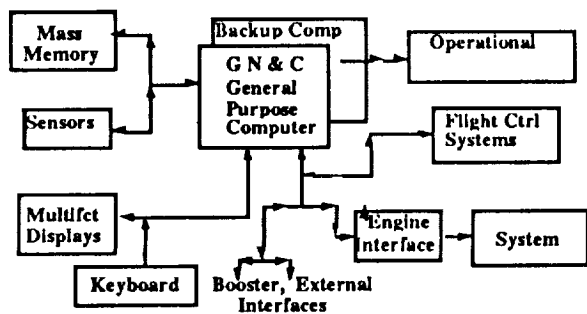 Mass
Memory
Backup Comp
G N & C
General
Purpose
Computer
Operational
Sensors
Flight Ctrl
Systems
Multifct
Displays
Keyboard
Booster, External
Interfaces
Engine
Interface
System